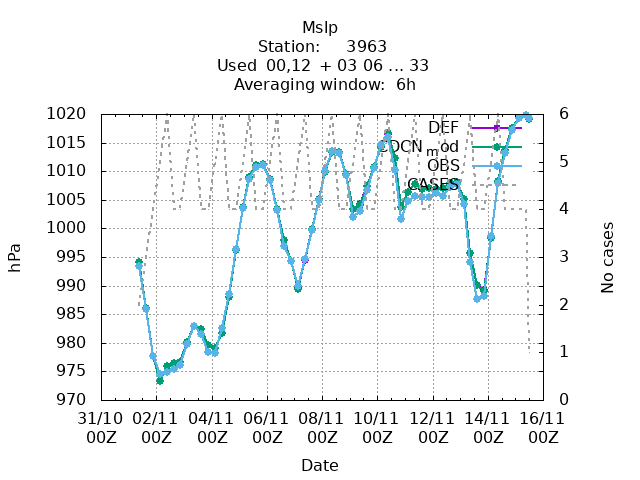 Mslp
Station: 3963
Used 00,12 + 03 06 ... 33
Averaging window: 6h
1020
1015
1010
1005
1000
995
990
985
980
975
970
hPa
6
5
4
3
2
1
0
No cases
DEF
CDCN_mod
OBS
CASES
31/10 02/11 04/11 06/11 08/11 10/11 12/11 14/11 16/11
00Z 00Z 00Z 00Z 00Z 00Z 00Z 00Z 00Z
Date